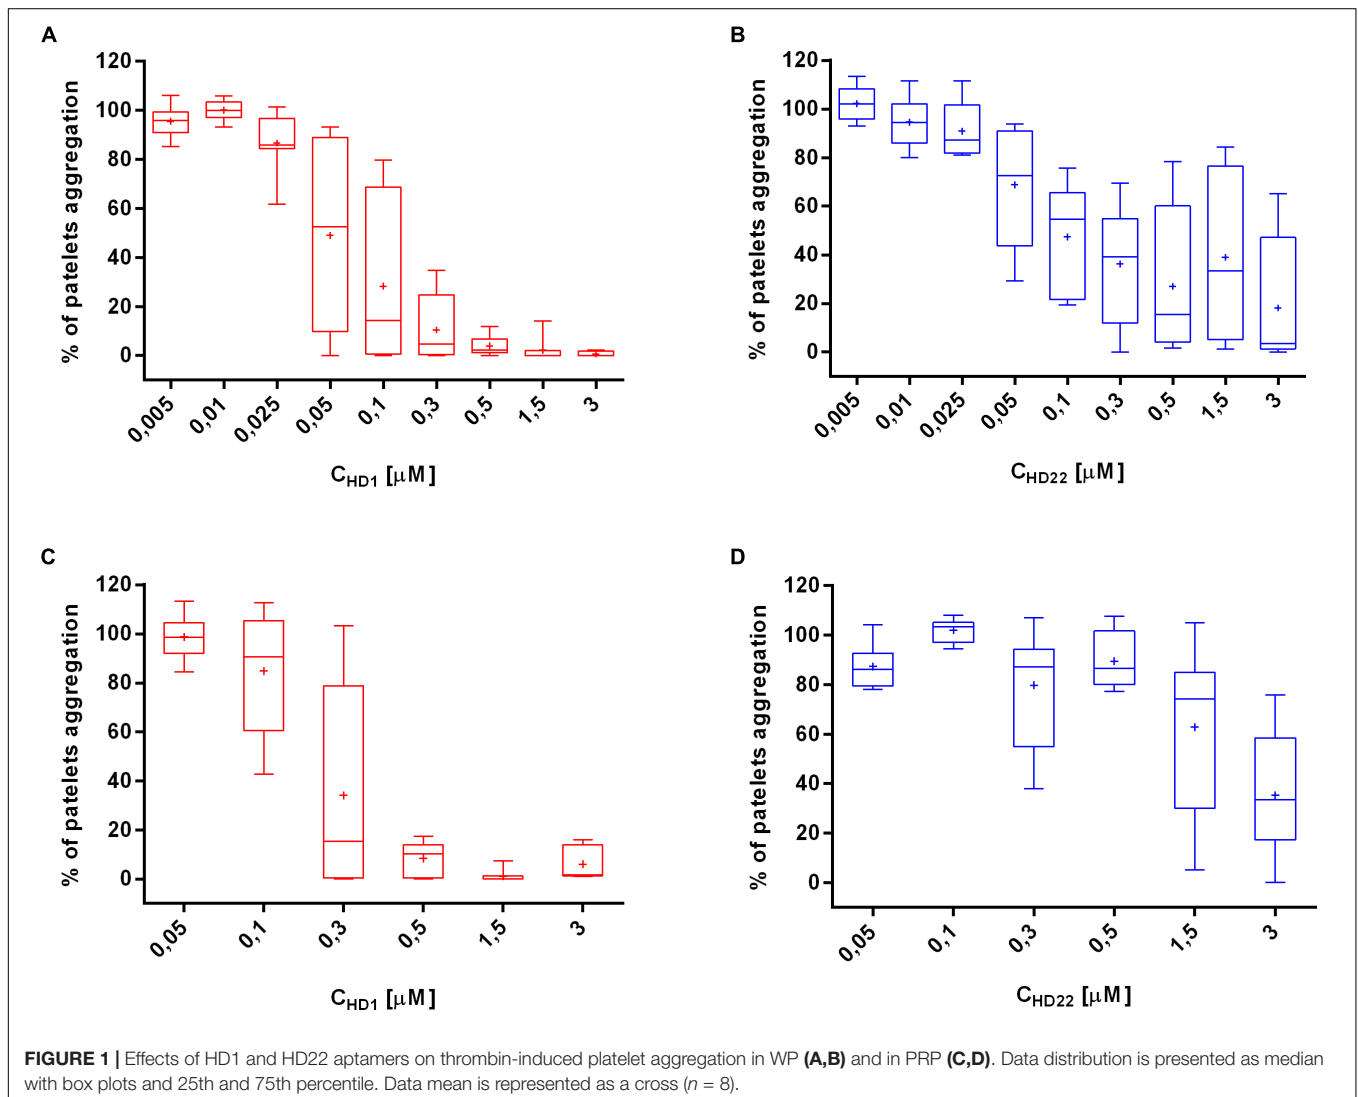 A
% of patelets aggregation
120
100
80
60
40
20
0
0,005 0,01 0,025 0,05 0,1 0,3 0,5 1,5 3
CHD1 [μM]
B
% of patelets aggregation
120
100
80
60
40
20
0
0,005 0,01 0,025 0,05 0,1 0,3 0,5 1,5 3
CHD22 [μM]
C
% of patelets aggregation
120
100
80
60
40
20
0
0,05 0,1 0,3 0,5 1,5 3
CHD1 [μM]
D
% of patelets aggregation
120
100
80
60
40
20
0
0,05 0,1 0,3 0,5 1,5 3
CHD22 [μM]
FIGURE 1 | Effects of HD1 and HD22 aptamers on thrombin-induced platelet aggregation in WP (A,B) and in PRP (C,D). Data distribution is presented as median
with box plots and 25th and 75th percentile. Data mean is represented as a cross (n = 8).